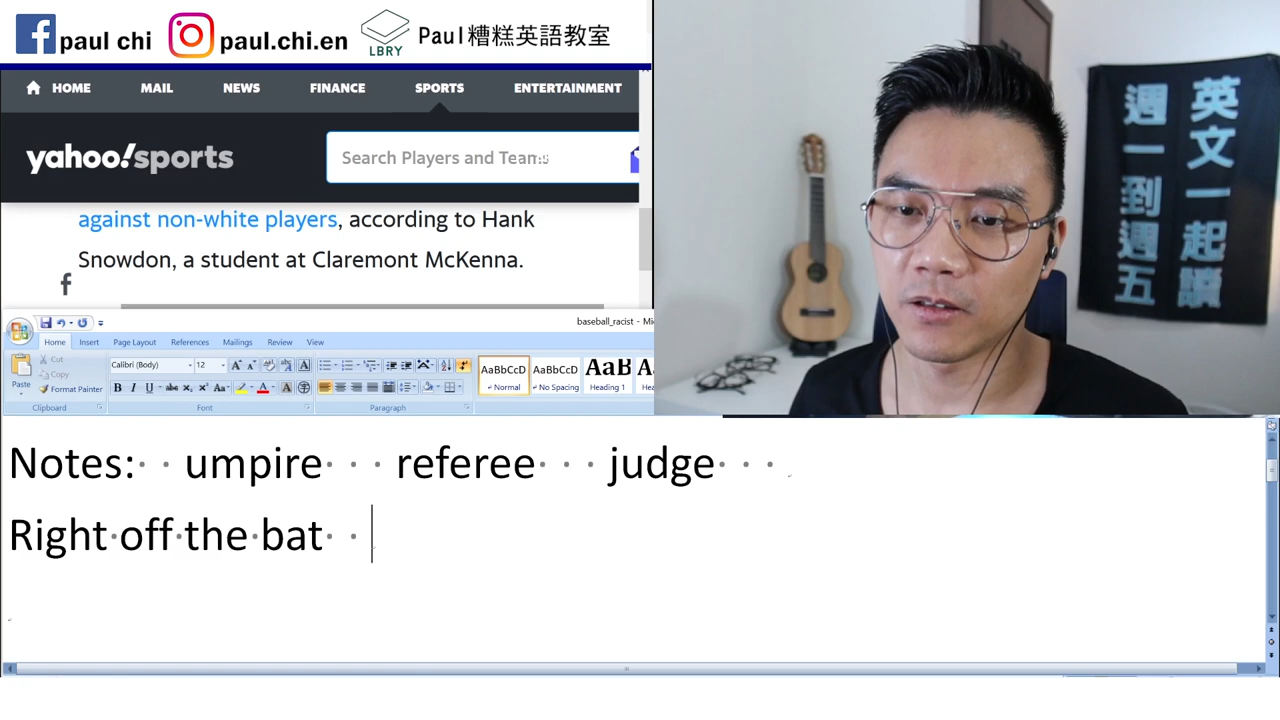 paul chi
paul.chi.en
LBRY
Paul糟糕英語教室
HOME MAIL NEWS FINANCE SPORTS ENTERTAINMENT
yahoo!sports
Search Players and Teams
against non-white players, according to Hank
Snowdon, a student at Claremont McKenna.
baseball_racist - Mi
Home Insert Page Layout References Mailings Review View
Paste
Cut
Copy
Format Painter
Calibri (Body) 12
AaBbCcD AaBbCcD AaB
Normal No Spacing Heading 1
Clipboard Font Paragraph
英文一起讀
週一到週五
Notes: umpire referee judge
Right off the bat